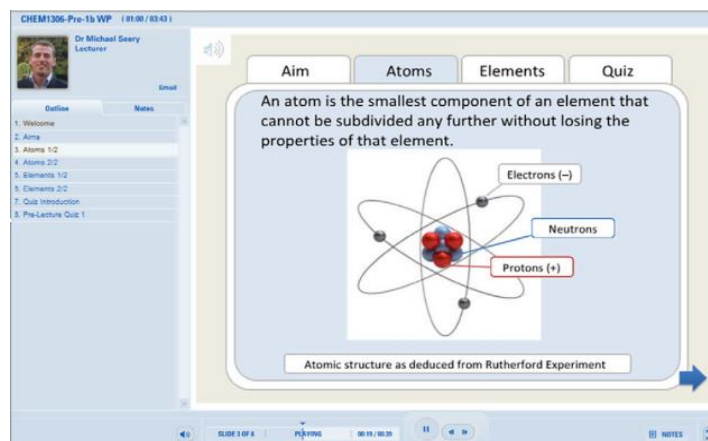 CHEM1306-Pre-1b WP (01:00 / 03:43)
Dr Michael Seery
Lecturer
Email
Outline
Notes
1. Welcome
2. Aims
3. Atoms 1/2
4. Atoms 2/2
5. Elements 1/2
6. Elements 2/2
7. Quiz Introduction
8. Pre-Lecture Quiz 1
Aim
Atoms
Elements
Quiz
An atom is the smallest component of an element that
cannot be subdivided any further without losing the
properties of that element.
Electrons (–)
Neutrons
Protons (+)
Atomic structure as deduced from Rutherford Experiment
SLIDE 3 OF 8
PLAYING
00:19 / 00:35
NOTES